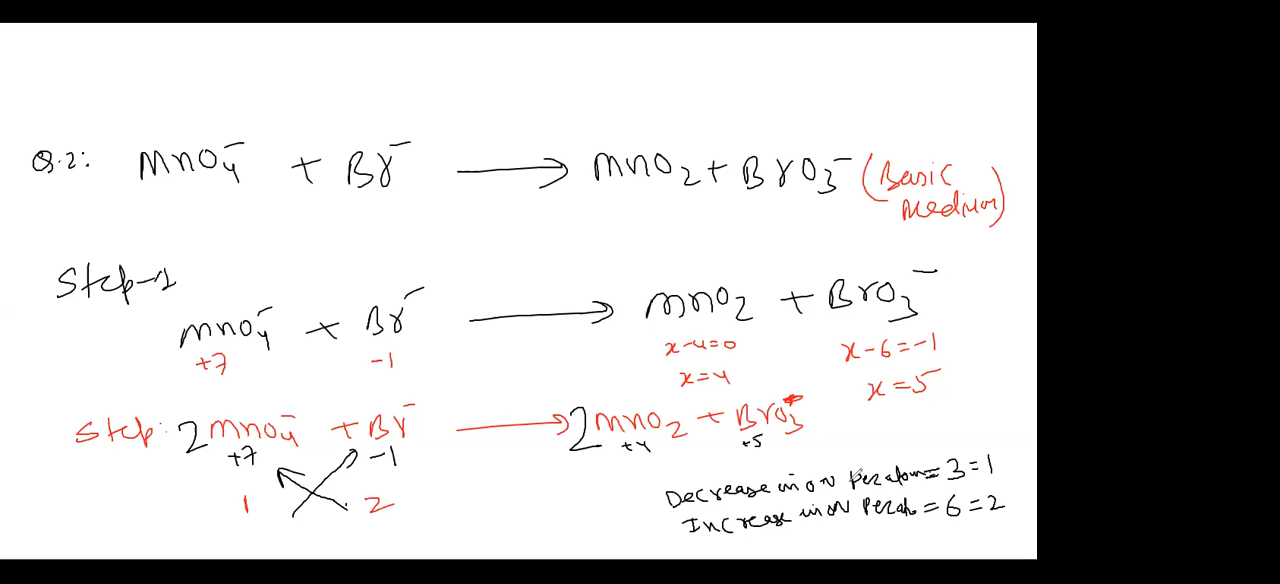 Q.2: MnO4⁻ + Br⁻ ⟶ MnO2 + BrO3⁻ (Basic
Medium)
Step-1
MnO4⁻ + Br⁻ ⟶ MnO2 + BrO3⁻
+7 -1 x-4=0 x-6=-1
x=4 x=5
Step: 2MnO4⁻ + Br⁻ ⟶ 2MnO2 + BrO3⁻
+7 -1 +4 +5
1 2
Decrease in ON Per atom = 3 = 1
Increase in ON Per = 6 = 2